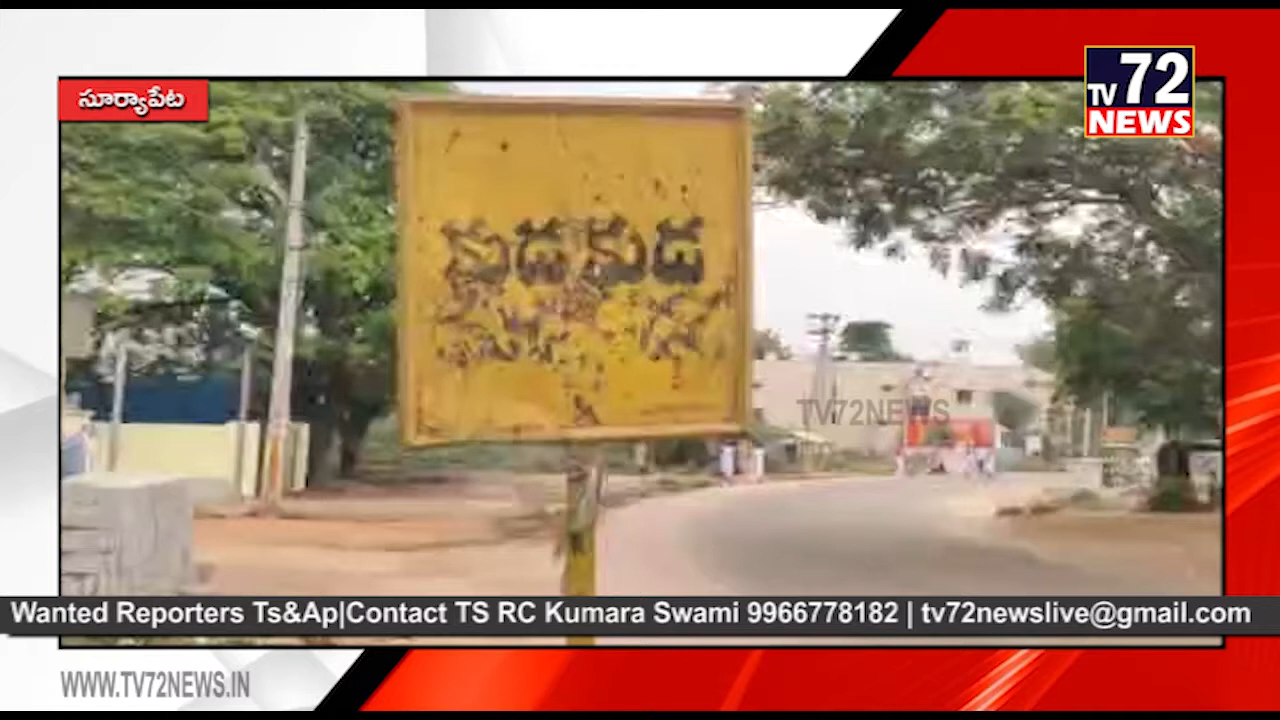 సూర్యాపేట
TV 72
NEWS
కుడకుడ
TV72NEWS
Wanted Reporters Ts&Ap|Contact TS RC Kumara Swami 9966778182 | tv72newslive@gmail.com
WWW.TV72NEWS.IN